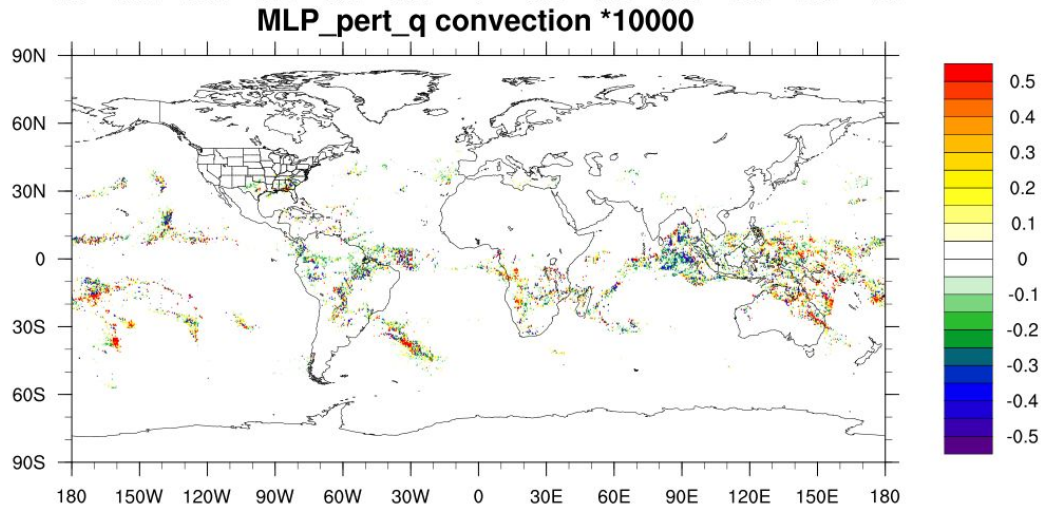 MLP_pert_q convection *10000
90N
60N
30N
0
30S
60S
90S
180 150W 120W 90W 60W 30W 0 30E 60E 90E 120E 150E 180
0.5
0.4
0.3
0.2
0.1
0
-0.1
-0.2
-0.3
-0.4
-0.5